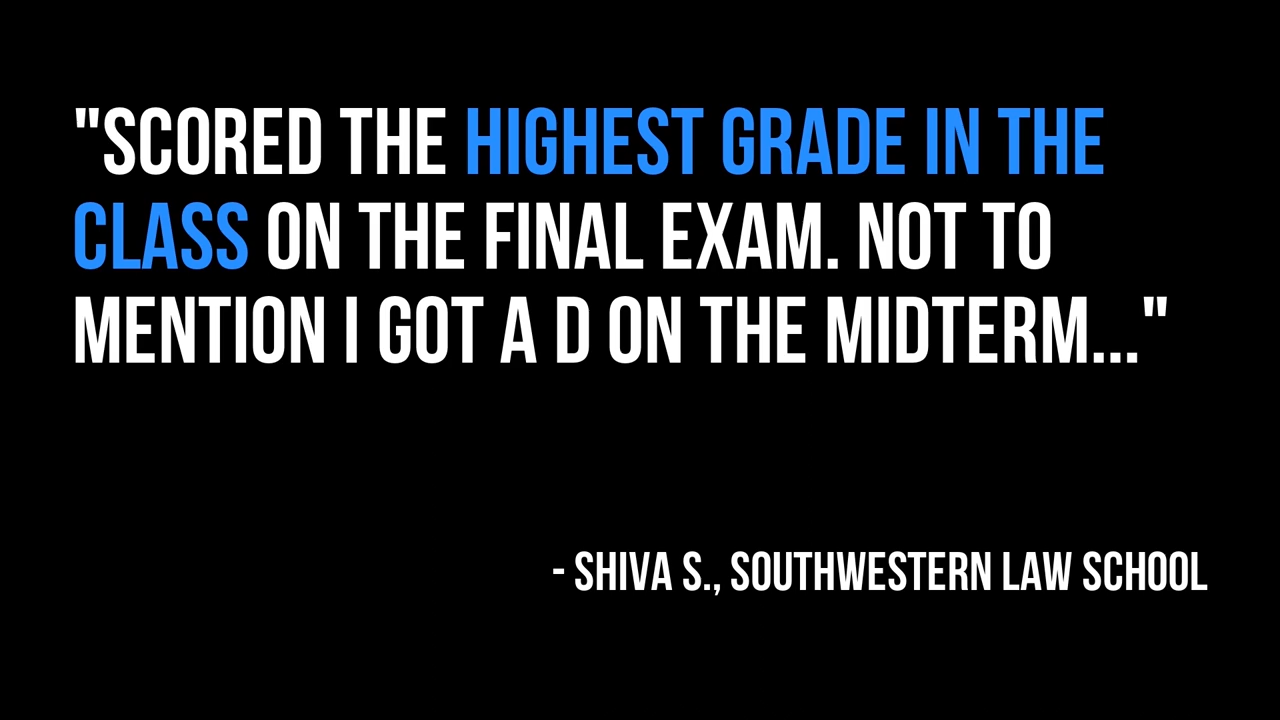 "SCORED THE HIGHEST GRADE IN THE
CLASS ON THE FINAL EXAM. NOT TO
MENTION I GOT A D ON THE MIDTERM..."
- SHIVA S., SOUTHWESTERN LAW SCHOOL